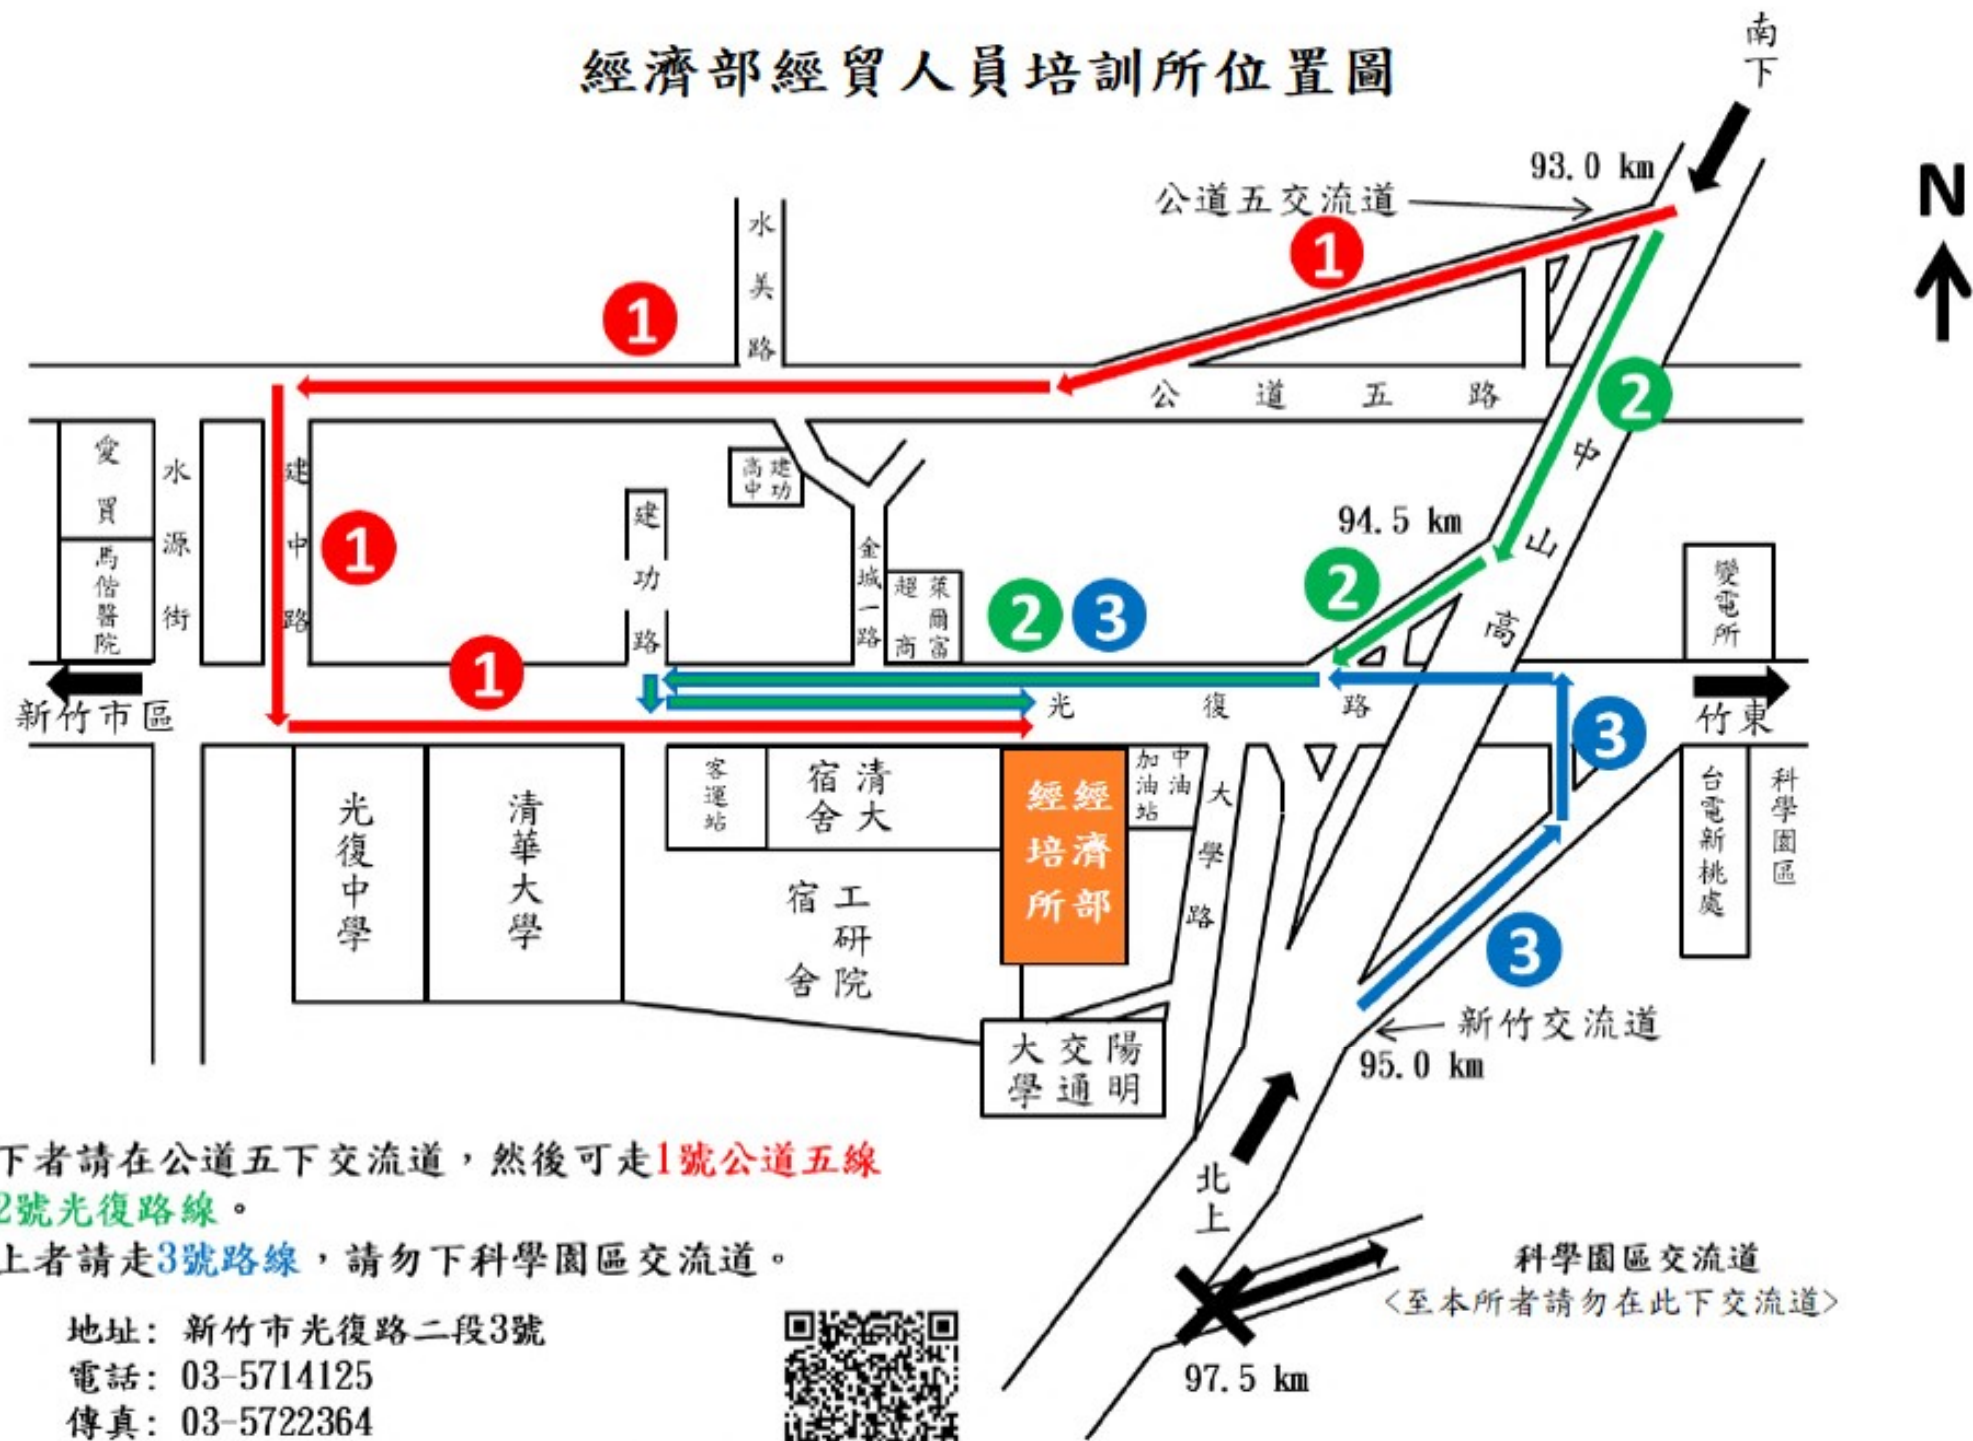 經濟部經貿人員培訓所位置圖
南下
N
93.0 km
公道五交流道
1
1
水美路
公道五路
2
中山高
愛買
水源街
建中路
1
建功高中
建功路
金城一路
萊爾富超商
94.5 km
2
2
3
變電所
馬偕醫院
1
新竹市區
光復路
竹東
3
光復中學
清華大學
客運站
清大宿舍
經濟部經培所
中油加油站
大學路
台電新桃處
科學園區
工研院宿舍
3
新竹交流道
95.0 km
陽明交通大學
北上
下者請在公道五下交流道,然後可走1號公道五線
2號光復路線。
上者請走3號路線,請勿下科學園區交流道。
科學園區交流道
<至本所者請勿在此下交流道>
97.5 km
地址: 新竹市光復路二段3號
電話: 03-5714125
傳真: 03-5722364